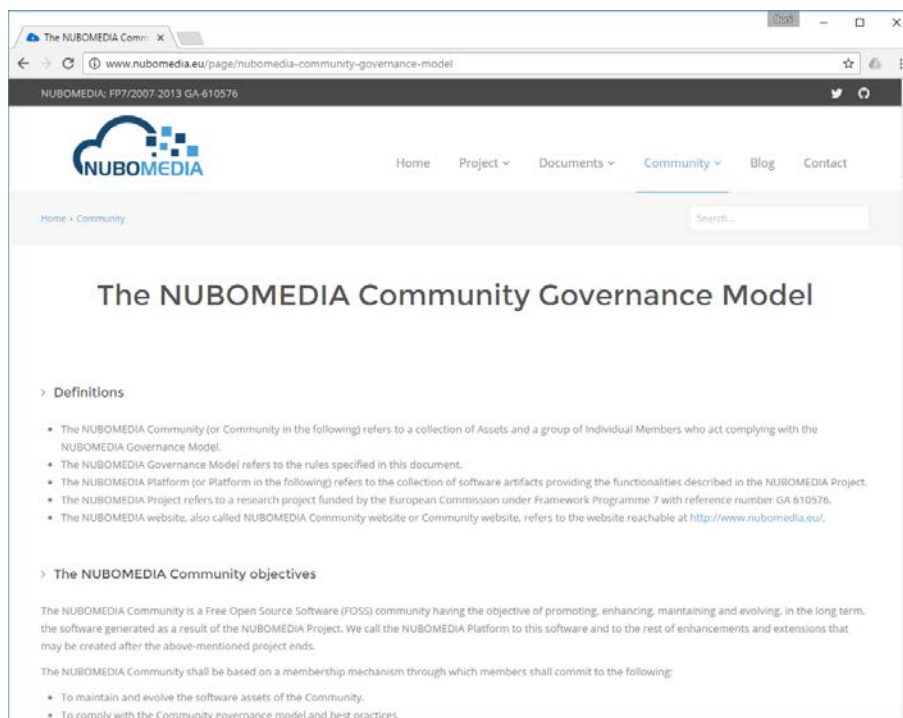 The NUBOMEDIA Comm
www.nubomedia.eu/page/nubomedia-community-governance-model
NUBOMEDIA: FP7/2007-2013 GA-610576
NUBOMEDIA
Home Project Documents Community Blog Contact
Home › Community
Search...
The NUBOMEDIA Community Governance Model
> Definitions
• The NUBOMEDIA Community (or Community in the following) refers to a collection of Assets and a group of Individual Members who act complying with the
NUBOMEDIA Governance Model.
• The NUBOMEDIA Governance Model refers to the rules specified in this document.
• The NUBOMEDIA Platform (or Platform in the following) refers to the collection of software artifacts providing the functionalities described in the NUBOMEDIA Project.
• The NUBOMEDIA Project refers to a research project funded by the European Commission under Framework Programme 7 with reference number GA 610576.
• The NUBOMEDIA website, also called NUBOMEDIA Community website or Community website, refers to the website reachable at http://www.nubomedia.eu/.
> The NUBOMEDIA Community objectives
The NUBOMEDIA Community is a Free Open Source Software (FOSS) community having the objective of promoting, enhancing, maintaining and evolving, in the long term,
the software generated as a result of the NUBOMEDIA Project. We call the NUBOMEDIA Platform to this software and to the rest of enhancements and extensions that
may be created after the above-mentioned project ends.
The NUBOMEDIA Community shall be based on a membership mechanism through which members shall commit to the following:
• To maintain and evolve the software assets of the Community.
• To comply with the Community governance model and best practices.